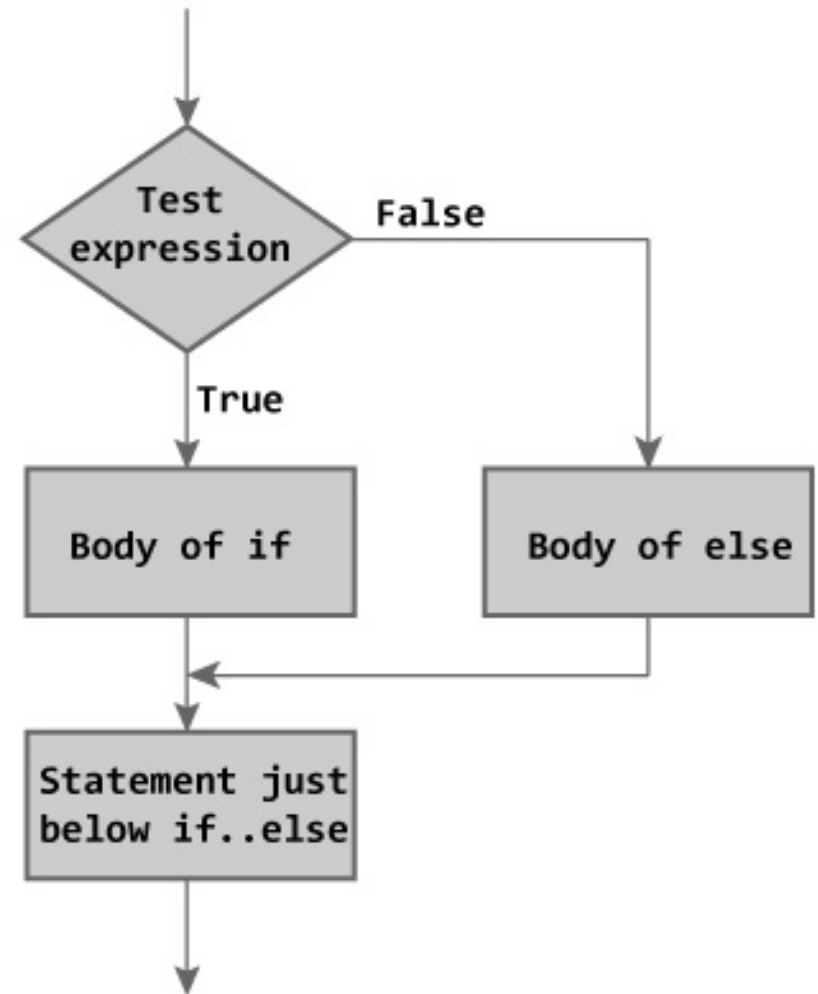 Test
expression
False
True
Body of if
Body of else
Statement just
below if..else